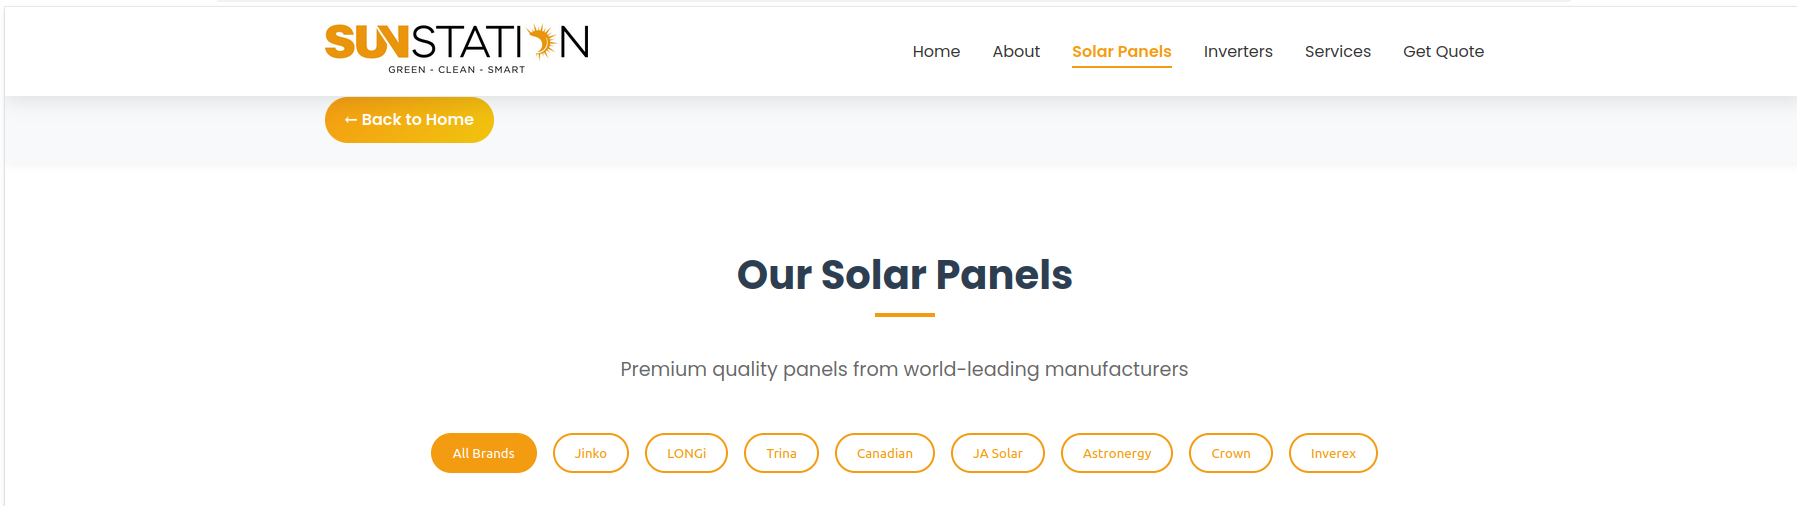 SUNSTATION
GREEN - CLEAN - SMART
Home About Solar Panels Inverters Services Get Quote
← Back to Home
Our Solar Panels
Premium quality panels from world-leading manufacturers
All Brands Jinko LONGi Trina Canadian JA Solar Astronergy Crown Inverex